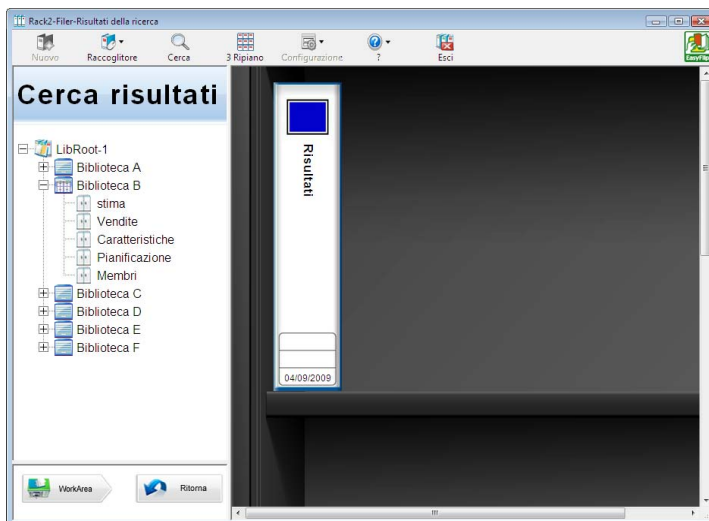 Rack2-Filer-Risultati della ricerca
Nuovo
Raccoglitore
Cerca
3 Ripiano
Configurazione
?
Esci
EasyFlip
Cerca risultati
LibRoot-1
Biblioteca A
Biblioteca B
stima
Vendite
Caratteristiche
Pianificazione
Membri
Biblioteca C
Biblioteca D
Biblioteca E
Biblioteca F
Risultati
04/09/2009
WorkArea
Ritorna